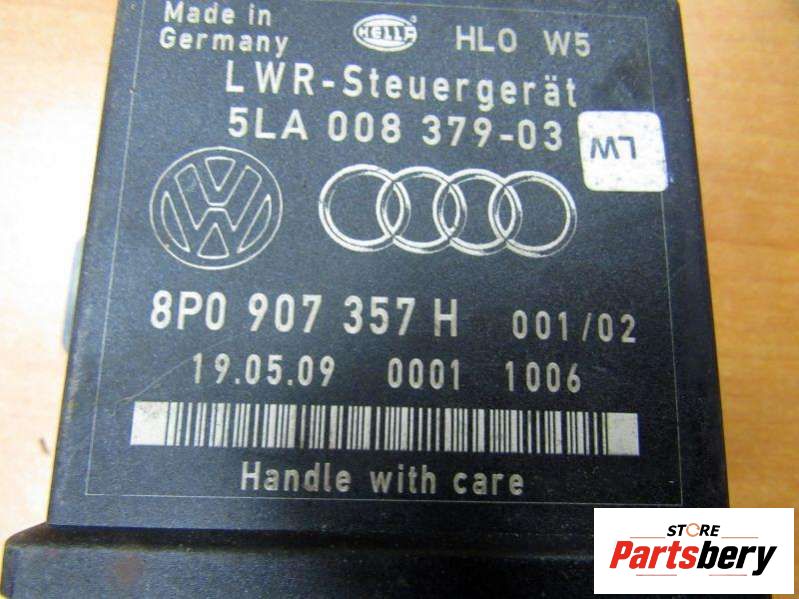 Made in
Germany
HELLA
HLO W5
LWR-Steuergerät
5LA 008 379-03
LW
8P0 907 357 H 001/02
19.05.09 0001 1006
Handle with care
STORE
Partsbery